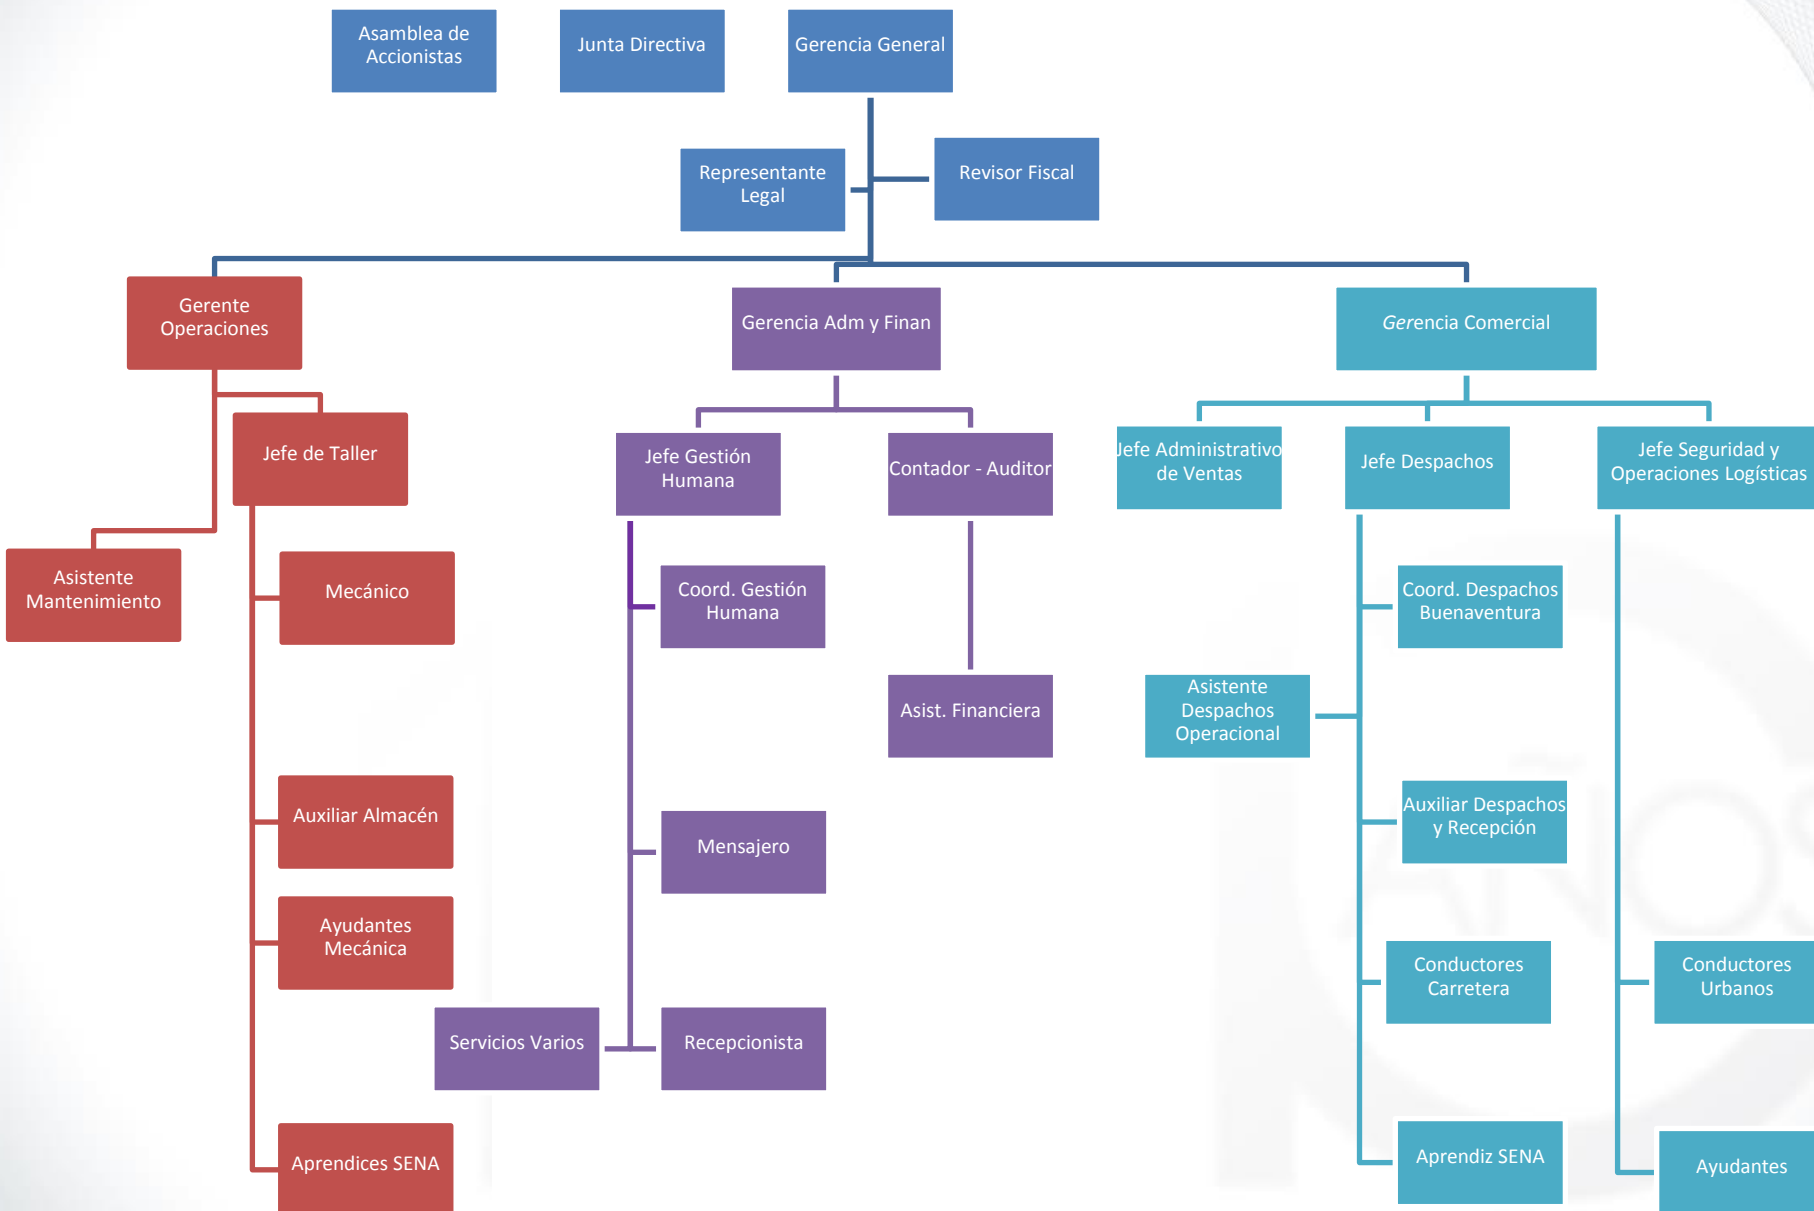 Asamblea de
Accionistas
Junta Directiva
Gerencia General
Representante
Legal
Revisor Fiscal
Gerente
Operaciones
Gerencia Adm y Finan
Gerencia Comercial
Jefe de Taller
Jefe Gestión
Humana
Contador - Auditor
Jefe Administrativo
de Ventas
Jefe Despachos
Jefe Seguridad y
Operaciones Logísticas
Asistente
Mantenimiento
Mecánico
Coord. Gestión
Humana
Coord. Despachos
Buenaventura
Asist. Financiera
Asistente
Despachos
Operacional
Auxiliar Almacén
Mensajero
Auxiliar Despachos
y Recepción
Ayudantes
Mecánica
Conductores
Carretera
Conductores
Urbanos
Servicios Varios
Recepcionista
Aprendices SENA
Aprendiz SENA
Ayudantes
AÑOS